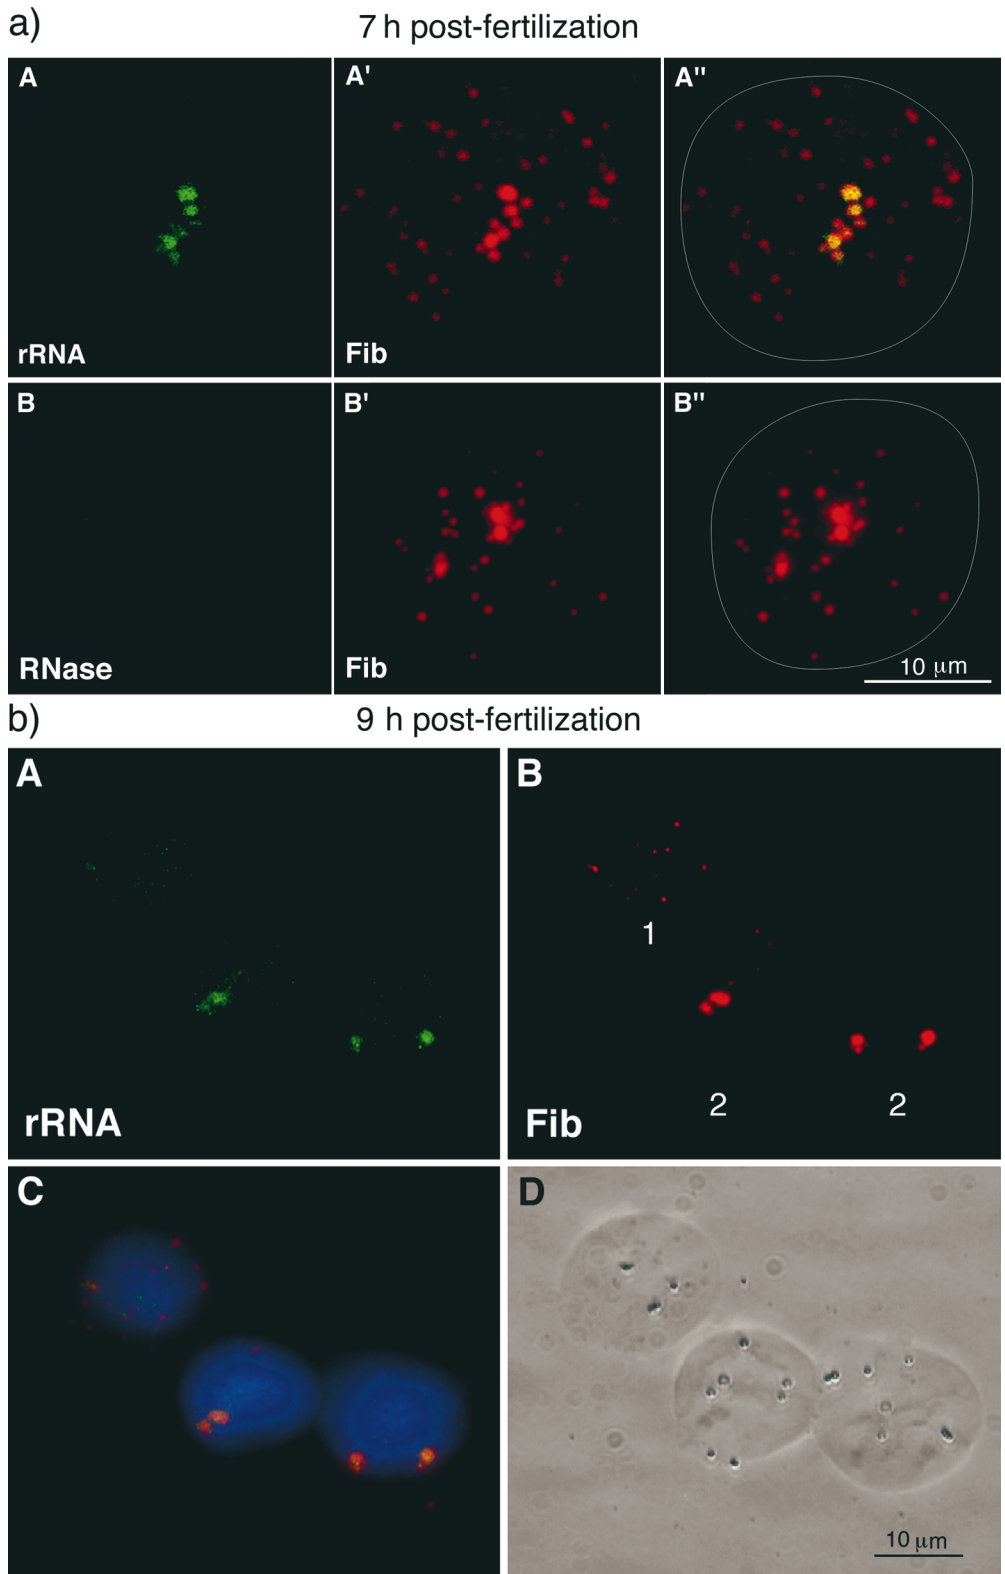 a)
7 h post-fertilization
A
A'
A"
rRNA
Fib
B
B'
B"
RNase
Fib
10 µm
b)
9 h post-fertilization
A
B
1
2
2
rRNA
Fib
C
D
10 µm